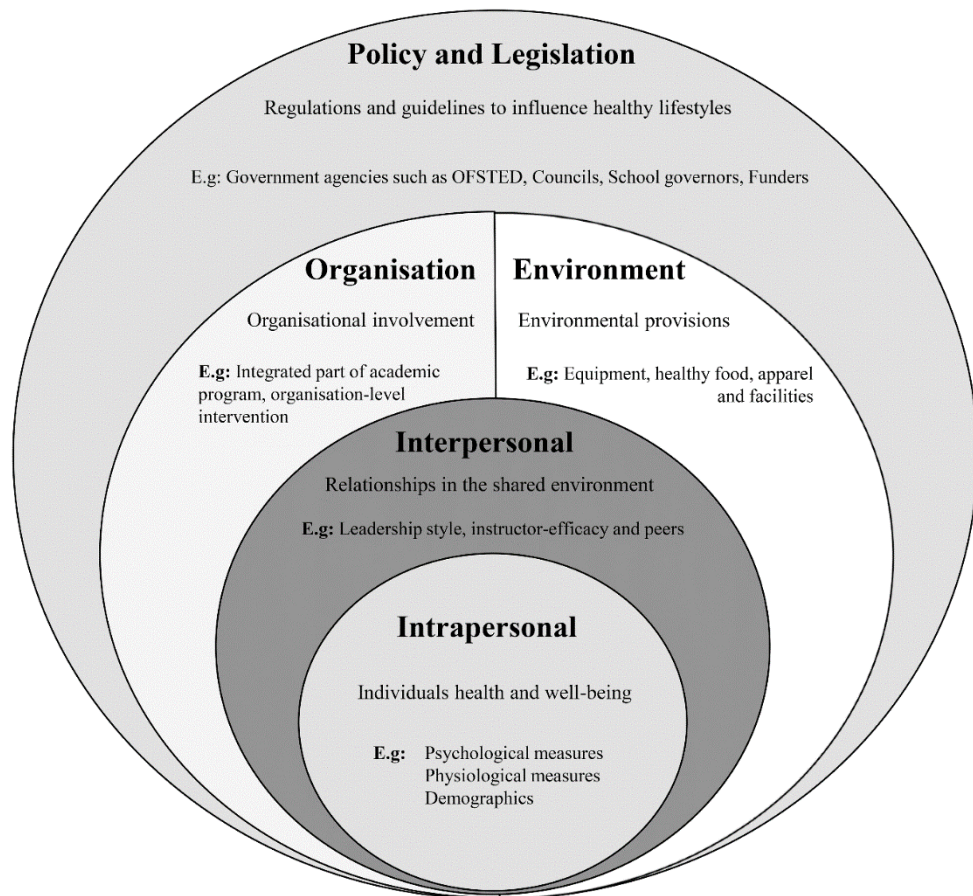 Policy and Legislation
Regulations and guidelines to influence healthy lifestyles
E.g: Government agencies such as OFSTED, Councils, School governors, Funders
Organisation
Organisational involvement
E.g: Integrated part of academic
program, organisation-level
intervention
Environment
Environmental provisions
E.g: Equipment, healthy food, apparel
and facilities
Interpersonal
Relationships in the shared environment
E.g: Leadership style, instructor-efficacy and peers
Intrapersonal
Individuals health and well-being
E.g: Psychological measures
Physiological measures
Demographics